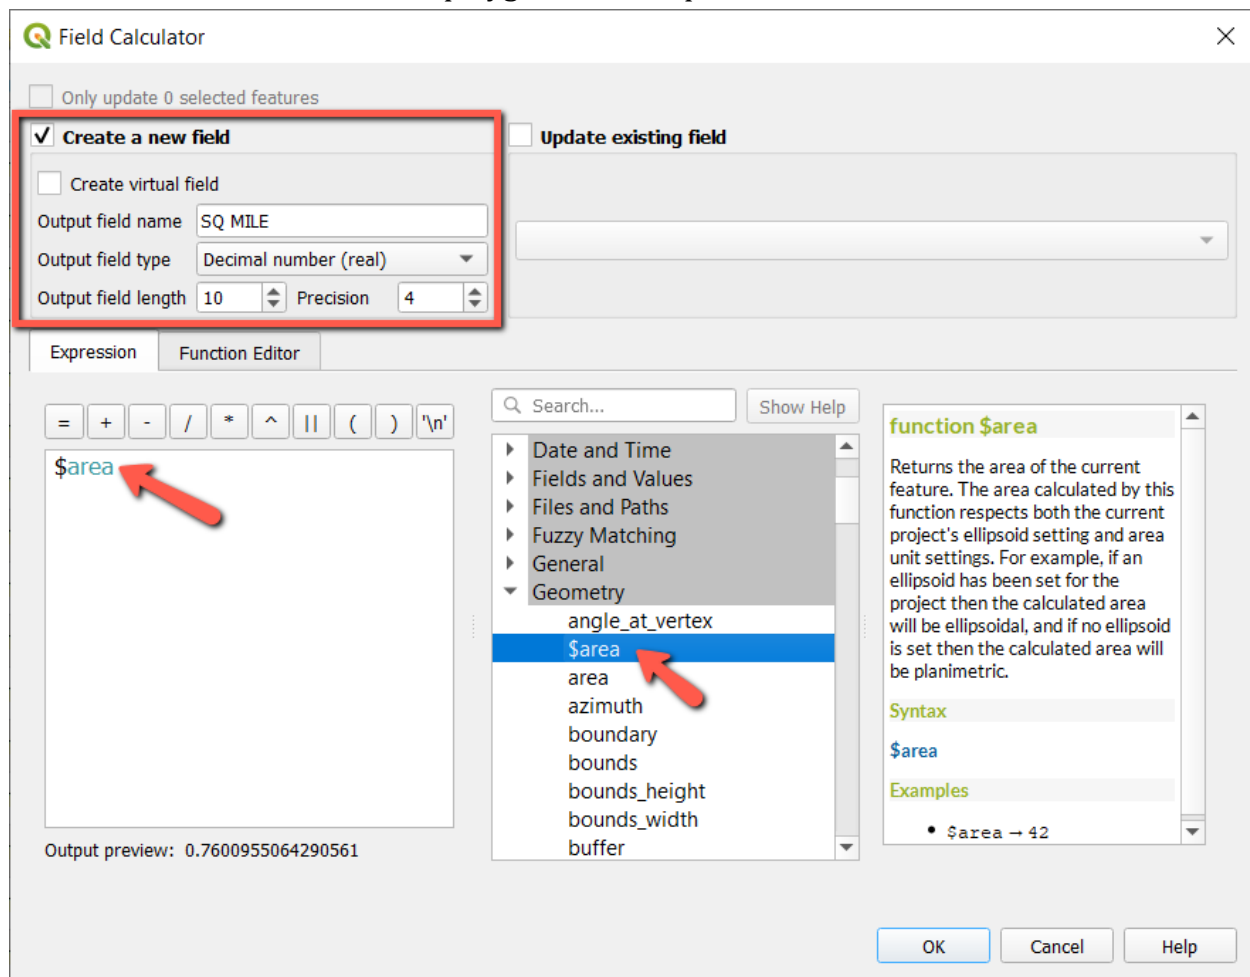 Field Calculator
Only update 0 selected features
Create a new field
Update existing field
Create virtual field
Output field name SQ MILE
Output field type Decimal number (real)
Output field length 10 Precision 4
Expression Function Editor
= + - / * ^ || ( ) '\n'
Search... Show Help
$area
Date and Time
Fields and Values
Files and Paths
Fuzzy Matching
General
Geometry
angle_at_vertex
$area
area
azimuth
boundary
bounds
bounds_height
bounds_width
buffer
function $area
Returns the area of the current
feature. The area calculated by this
function respects both the current
project's ellipsoid setting and area
unit settings. For example, if an
ellipsoid has been set for the
project then the calculated area
will be ellipsoidal, and if no ellipsoid
is set then the calculated area will
be planimetric.
Syntax
$area
Examples
• $area → 42
Output preview: 0.7600955064290561
OK Cancel Help